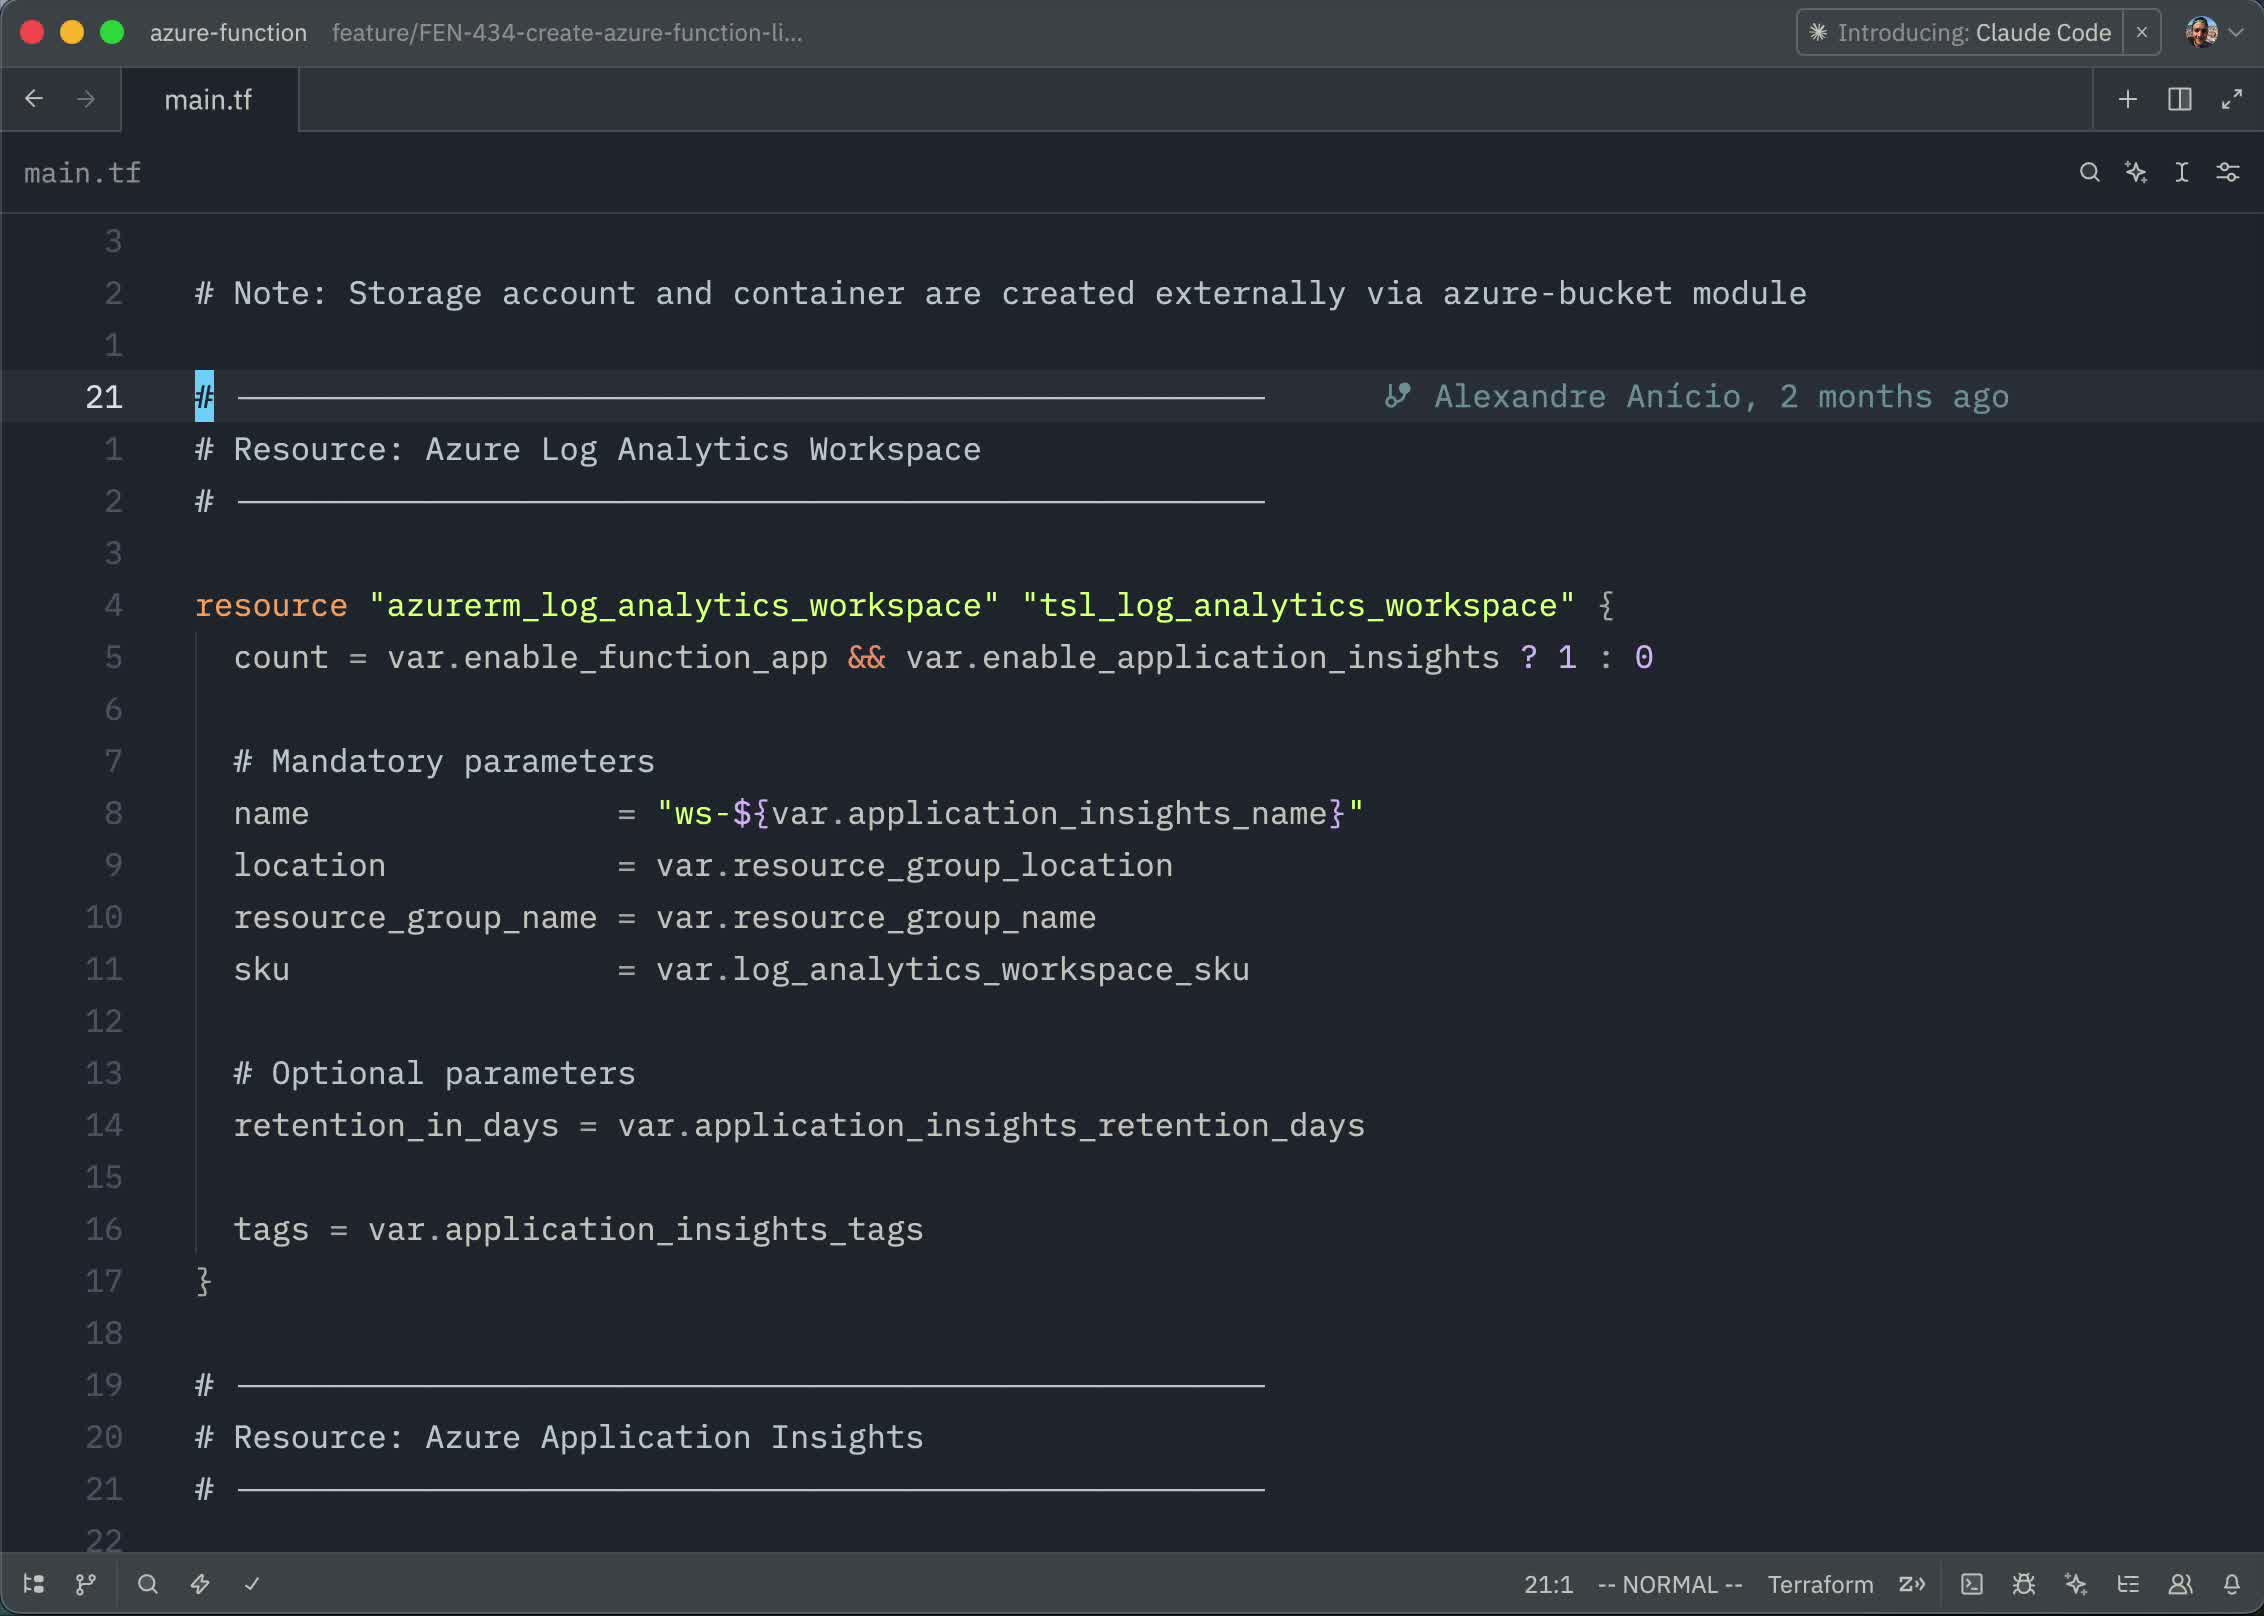 azure-function feature/FEN-434-create-azure-function-li... Introducing: Claude Code
main.tf
main.tf
3
2 # Note: Storage account and container are created externally via azure-bucket module
1
21 # ────────────────────────────── Alexandre Anício, 2 months ago
1 # Resource: Azure Log Analytics Workspace
2 # ──────────────────────────────
3
4 resource "azurerm_log_analytics_workspace" "tsl_log_analytics_workspace" {
5 count = var.enable_function_app && var.enable_application_insights ? 1 : 0
6
7 # Mandatory parameters
8 name = "ws-${var.application_insights_name}"
9 location = var.resource_group_location
10 resource_group_name = var.resource_group_name
11 sku = var.log_analytics_workspace_sku
12
13 # Optional parameters
14 retention_in_days = var.application_insights_retention_days
15
16 tags = var.application_insights_tags
17 }
18
19 # ──────────────────────────────
20 # Resource: Azure Application Insights
21 # ──────────────────────────────
22
21:1 -- NORMAL -- Terraform